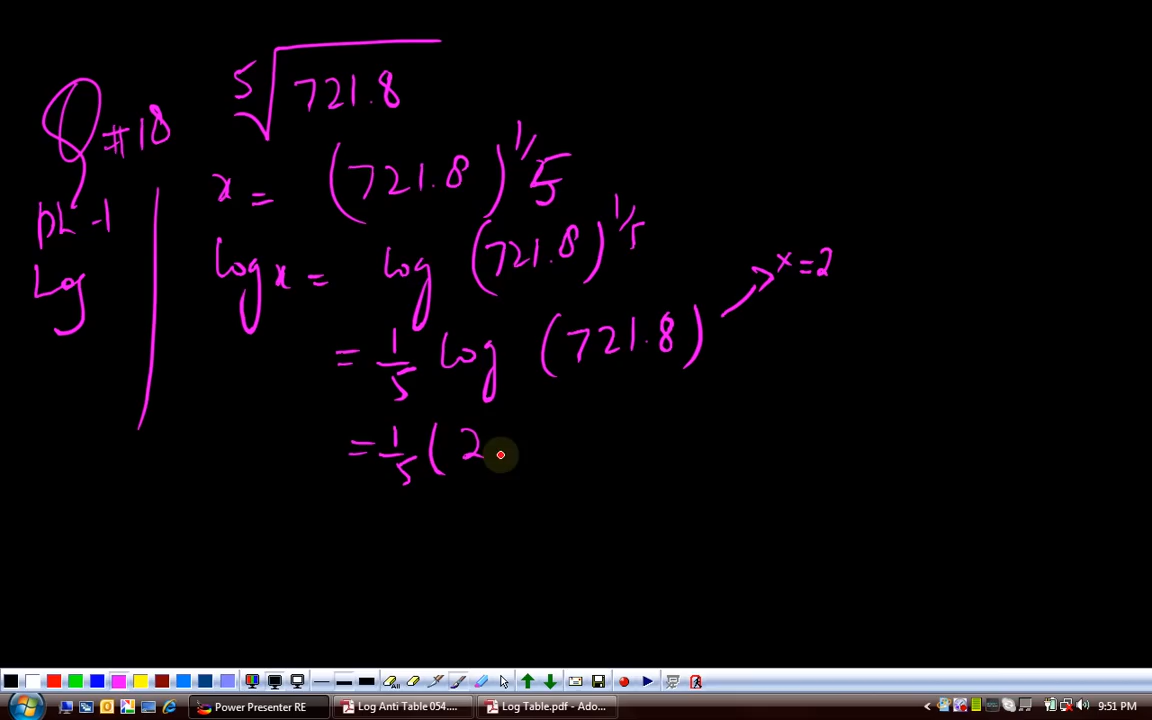 ⁵√721.8
Q #18
x = (721.8)^1/5
log x = log (721.8)^1/5
x = 2
Log
= 1/5 log (721.8)
= 1/5 ( 2
Power Presenter RE
Log Anti Table 054....
Log Table.pdf - Ado...
9:51 PM